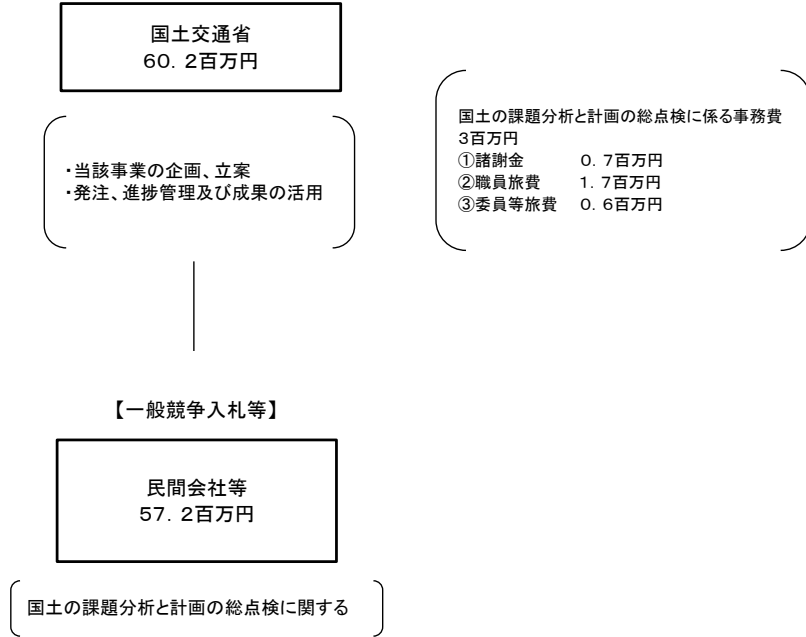 国土交通省
60．2百万円
・当該事業の企画、立案
・発注、進捗管理及び成果の活用
国土の課題分析と計画の総点検に係る事務費
3百万円
①諸謝金　　　0．7百万円
②職員旅費　　1．7百万円
③委員等旅費　0．6百万円
【一般競争入札等】
民間会社等
57．2百万円
国土の課題分析と計画の総点検に関する